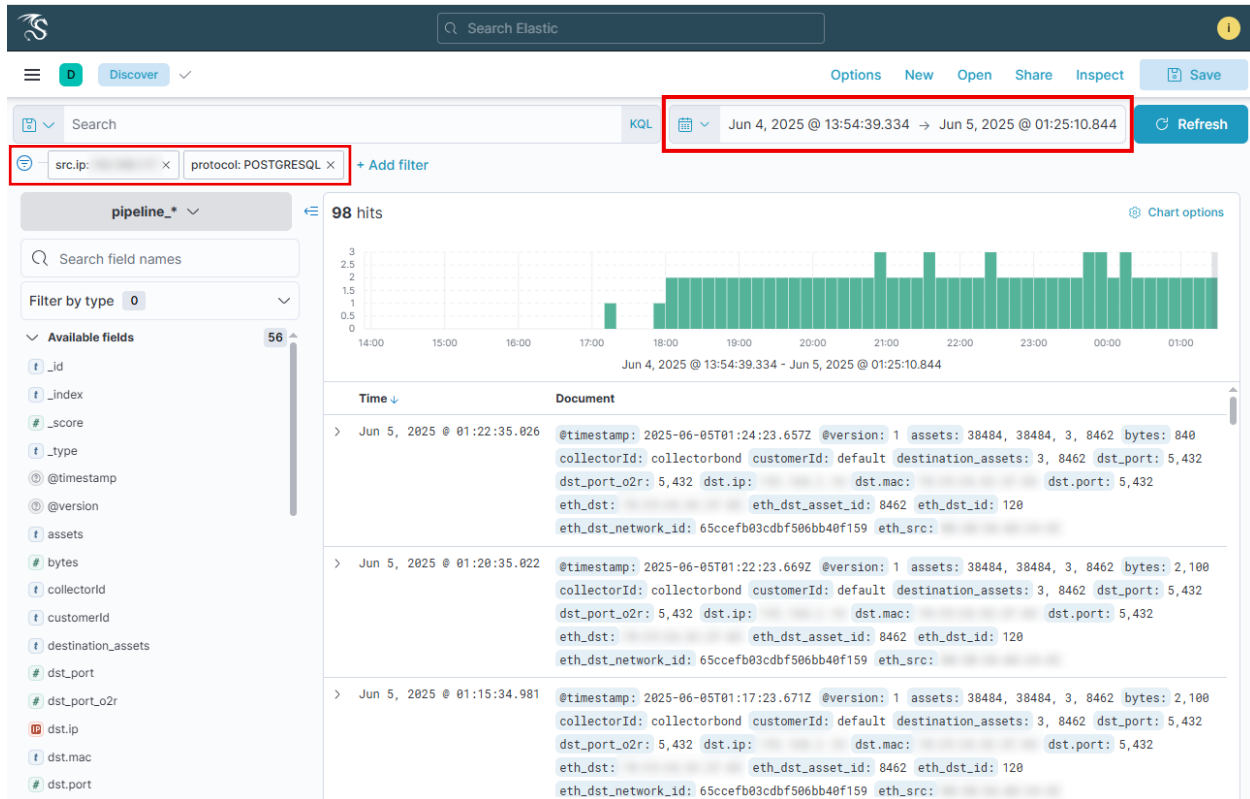 Search Elastic
i
D Discover Options New Open Share Inspect Save
Search KQL Jun 4, 2025 @ 13:54:39.334 → Jun 5, 2025 @ 01:25:10.844 Refresh
src.ip: × protocol: POSTGRESQL × + Add filter
pipeline_*
98 hits Chart options
Search field names
Filter by type 0
Available fields 56
t _id
t _index
# _score
t _type
@timestamp
@version
t assets
# bytes
t collectorId
t customerId
t destination_assets
# dst_port
# dst_port_o2r
IP dst.ip
t dst.mac
# dst.port
3
2.5
2
1.5
1
0.5
0
14:00 15:00 16:00 17:00 18:00 19:00 20:00 21:00 22:00 23:00 00:00 01:00
Jun 4, 2025 @ 13:54:39.334 - Jun 5, 2025 @ 01:25:10.844
Time ↓ Document
> Jun 5, 2025 @ 01:22:35.026 @timestamp: 2025-06-05T01:24:23.657Z @version: 1 assets: 38484, 38484, 3, 8462 bytes: 840
collectorId: collectorbond customerId: default destination_assets: 3, 8462 dst_port: 5,432
dst_port_o2r: 5,432 dst.ip: dst.mac: dst.port: 5,432
eth_dst: eth_dst_asset_id: 8462 eth_dst_id: 120
eth_dst_network_id: 65ccefb03cdbf506bb40f159 eth_src:
> Jun 5, 2025 @ 01:20:35.022 @timestamp: 2025-06-05T01:22:23.669Z @version: 1 assets: 38484, 38484, 3, 8462 bytes: 2,100
collectorId: collectorbond customerId: default destination_assets: 3, 8462 dst_port: 5,432
dst_port_o2r: 5,432 dst.ip: dst.mac: dst.port: 5,432
eth_dst: eth_dst_asset_id: 8462 eth_dst_id: 120
eth_dst_network_id: 65ccefb03cdbf506bb40f159 eth_src:
> Jun 5, 2025 @ 01:15:34.981 @timestamp: 2025-06-05T01:17:23.671Z @version: 1 assets: 38484, 38484, 3, 8462 bytes: 2,100
collectorId: collectorbond customerId: default destination_assets: 3, 8462 dst_port: 5,432
dst_port_o2r: 5,432 dst.ip: dst.mac: dst.port: 5,432
eth_dst: eth_dst_asset_id: 8462 eth_dst_id: 120
eth_dst_network_id: 65ccefb03cdbf506bb40f159 eth_src: